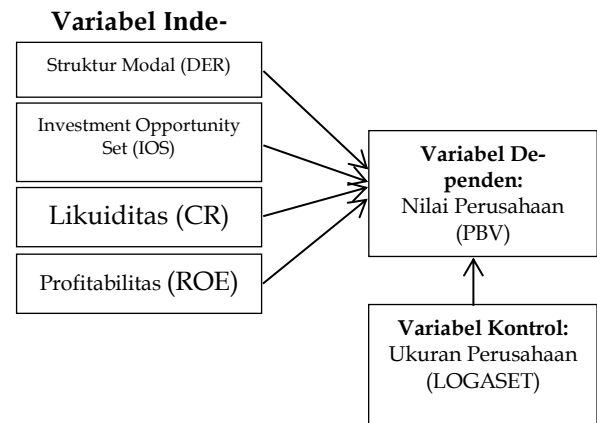 Variabel Inde-
Struktur Modal (DER)
Investment Opportunity
Set (IOS)
Likuiditas (CR)
Profitabilitas (ROE)
Variabel De-
penden:
Nilai Perusahaan
(PBV)
Variabel Kontrol:
Ukuran Perusahaan
(LOGASET)